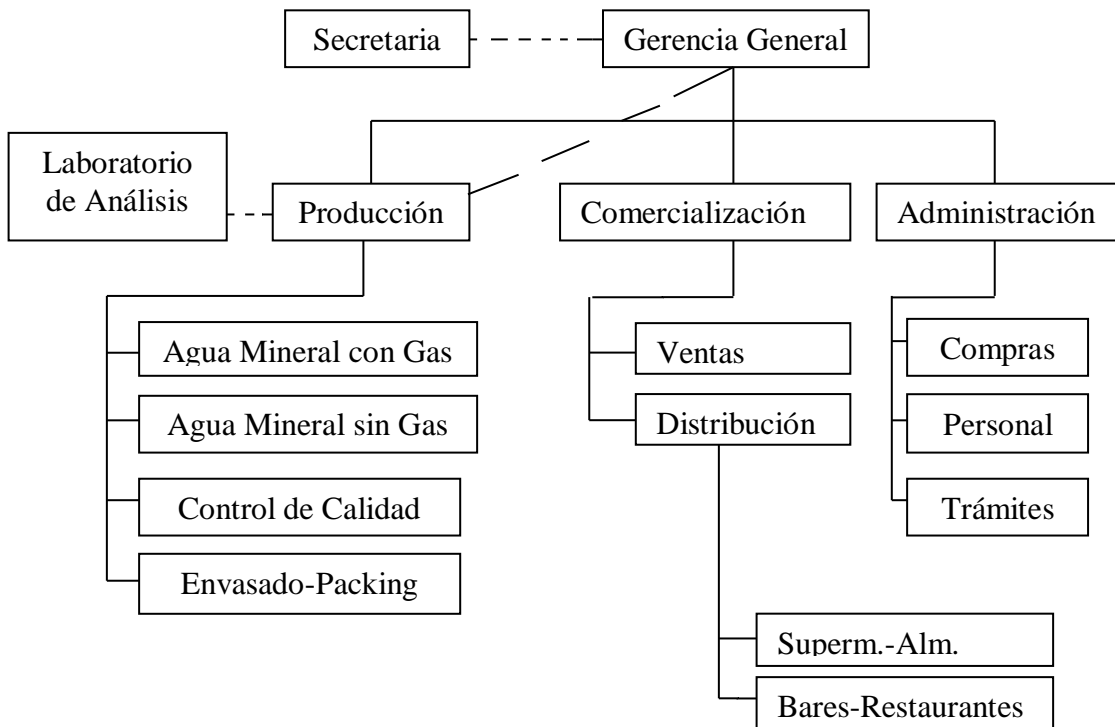 Secretaria
Gerencia General
Laboratorio
de Análisis
Producción
Comercialización
Administración
Agua Mineral con Gas
Agua Mineral sin Gas
Control de Calidad
Envasado-Packing
Ventas
Distribución
Superm.-Alm.
Bares-Restaurantes
Compras
Personal
Trámites